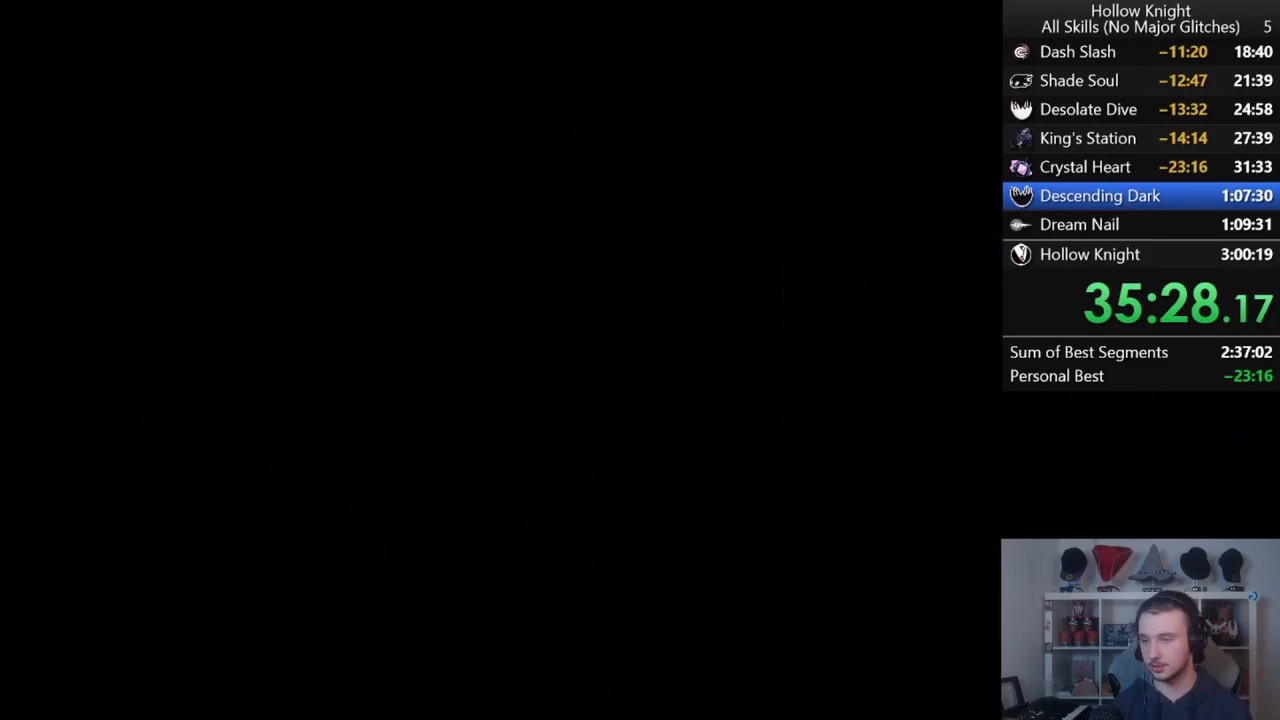 Hollow Knight
All Skills (No Major Glitches) 5
Dash Slash −11:20 18:40
Shade Soul −12:47 21:39
Desolate Dive −13:32 24:58
King's Station −14:14 27:39
Crystal Heart −23:16 31:33
Descending Dark 1:07:30
Dream Nail 1:09:31
Hollow Knight 3:00:19
35:28.17
Sum of Best Segments 2:37:02
Personal Best −23:16